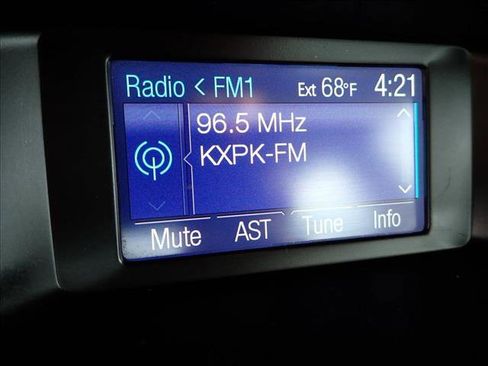 Radio < FM1 Ext 68°F 4:21
96.5 MHz
KXPK-FM
Mute AST Tune Info